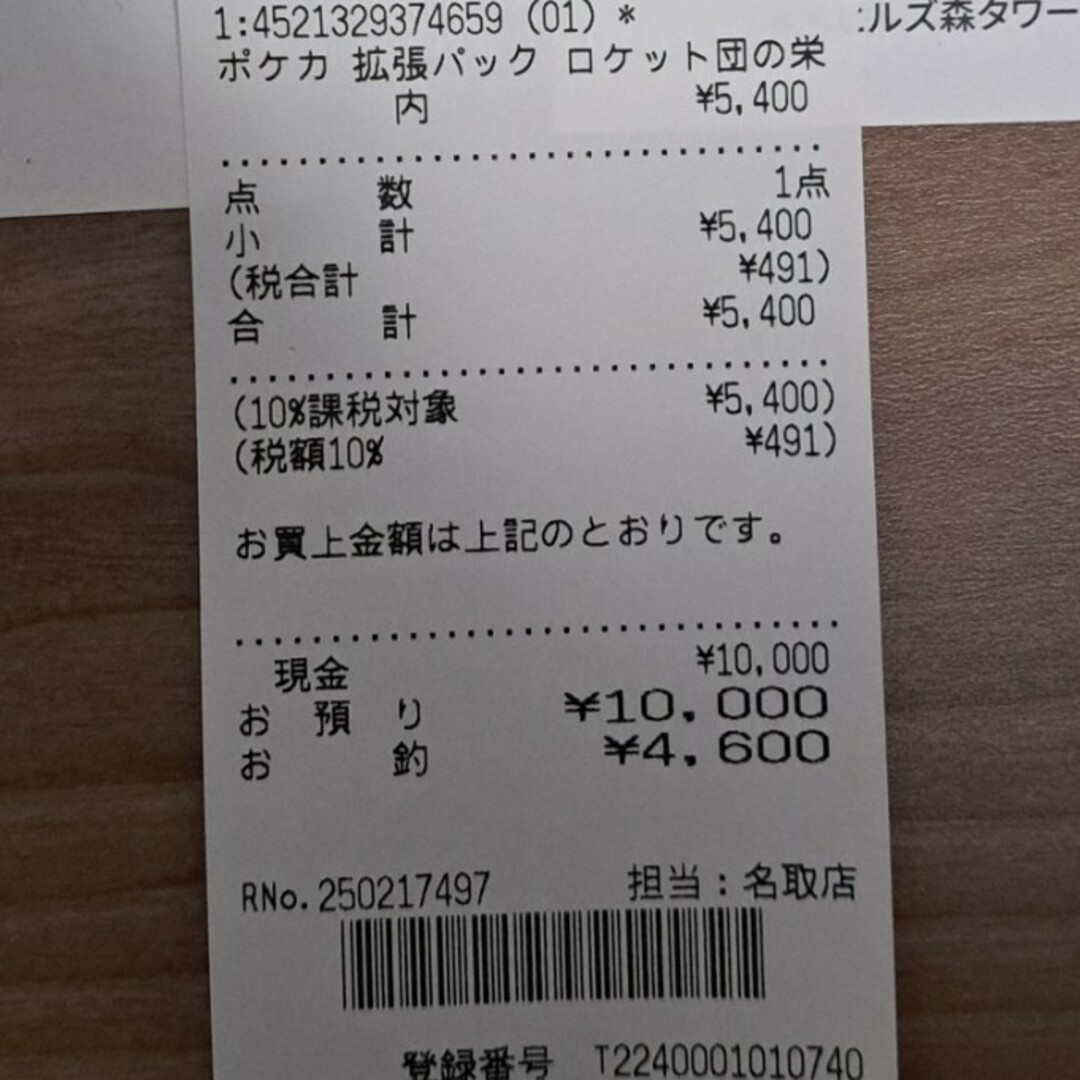 1:4521329374659 (01) *
ルズ森タワー
ポケカ 拡張パック ロケット団の栄
内 ¥5,400
点 数 1点
小 計 ¥5,400
(税合計 ¥491)
合 計 ¥5,400
(10%課税対象 ¥5,400)
(税額10% ¥491)
お買上金額は上記のとおりです。
現金 ¥10,000
お 預 り ¥10,000
お 釣 ¥4,600
RNo.250217497 担当:名取店
登録番号 T2240001010740